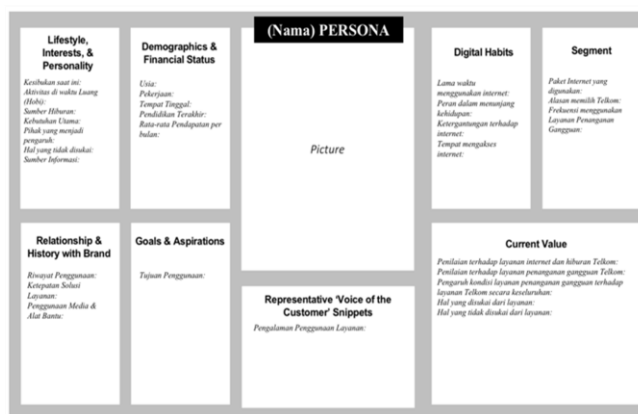 (Nama) PERSONA
Lifestyle,
Interests, &
Personality
Kesibukan saat ini:
Aktivitas di waktu Luang
(Hobi):
Sumber Hiburan:
Kebutuhan Utama:
Pihak yang menjadi
pengaruh:
Hal yang tidak disukai:
Sumber Informasi:
Demographics &
Financial Status
Usia:
Pekerjaan:
Tempat Tinggal:
Pendidikan Terakhir:
Rata-rata Pendapatan per
bulan:
Picture
Digital Habits
Lama waktu
menggunakan internet:
Peran dalam menunjang
kehidupan:
Ketergantungan terhadap
internet:
Tempat mengakses
internet:
Segment
Paket Internet yang
digunakan:
Alasan memilih Telkom:
Frekuensi menggunakan
Layanan Penanganan
Gangguan:
Relationship &
History with Brand
Riwayat Penggunaan:
Ketepatan Solusi
Layanan:
Penggunaan Media &
Alat Bantu:
Goals & Aspirations
Tujuan Penggunaan:
Representative 'Voice of the
Customer' Snippets
Pengalaman Penggunaan Layanan:
Current Value
Penilaian terhadap layanan internet dan hiburan Telkom:
Penilaian terhadap layanan penanganan gangguan Telkom:
Pengaruh kondisi layanan penanganan gangguan terhadap
layanan Telkom secara keseluruhan:
Hal yang disukai dari layanan:
Hal yang tidak disukai dari layanan: